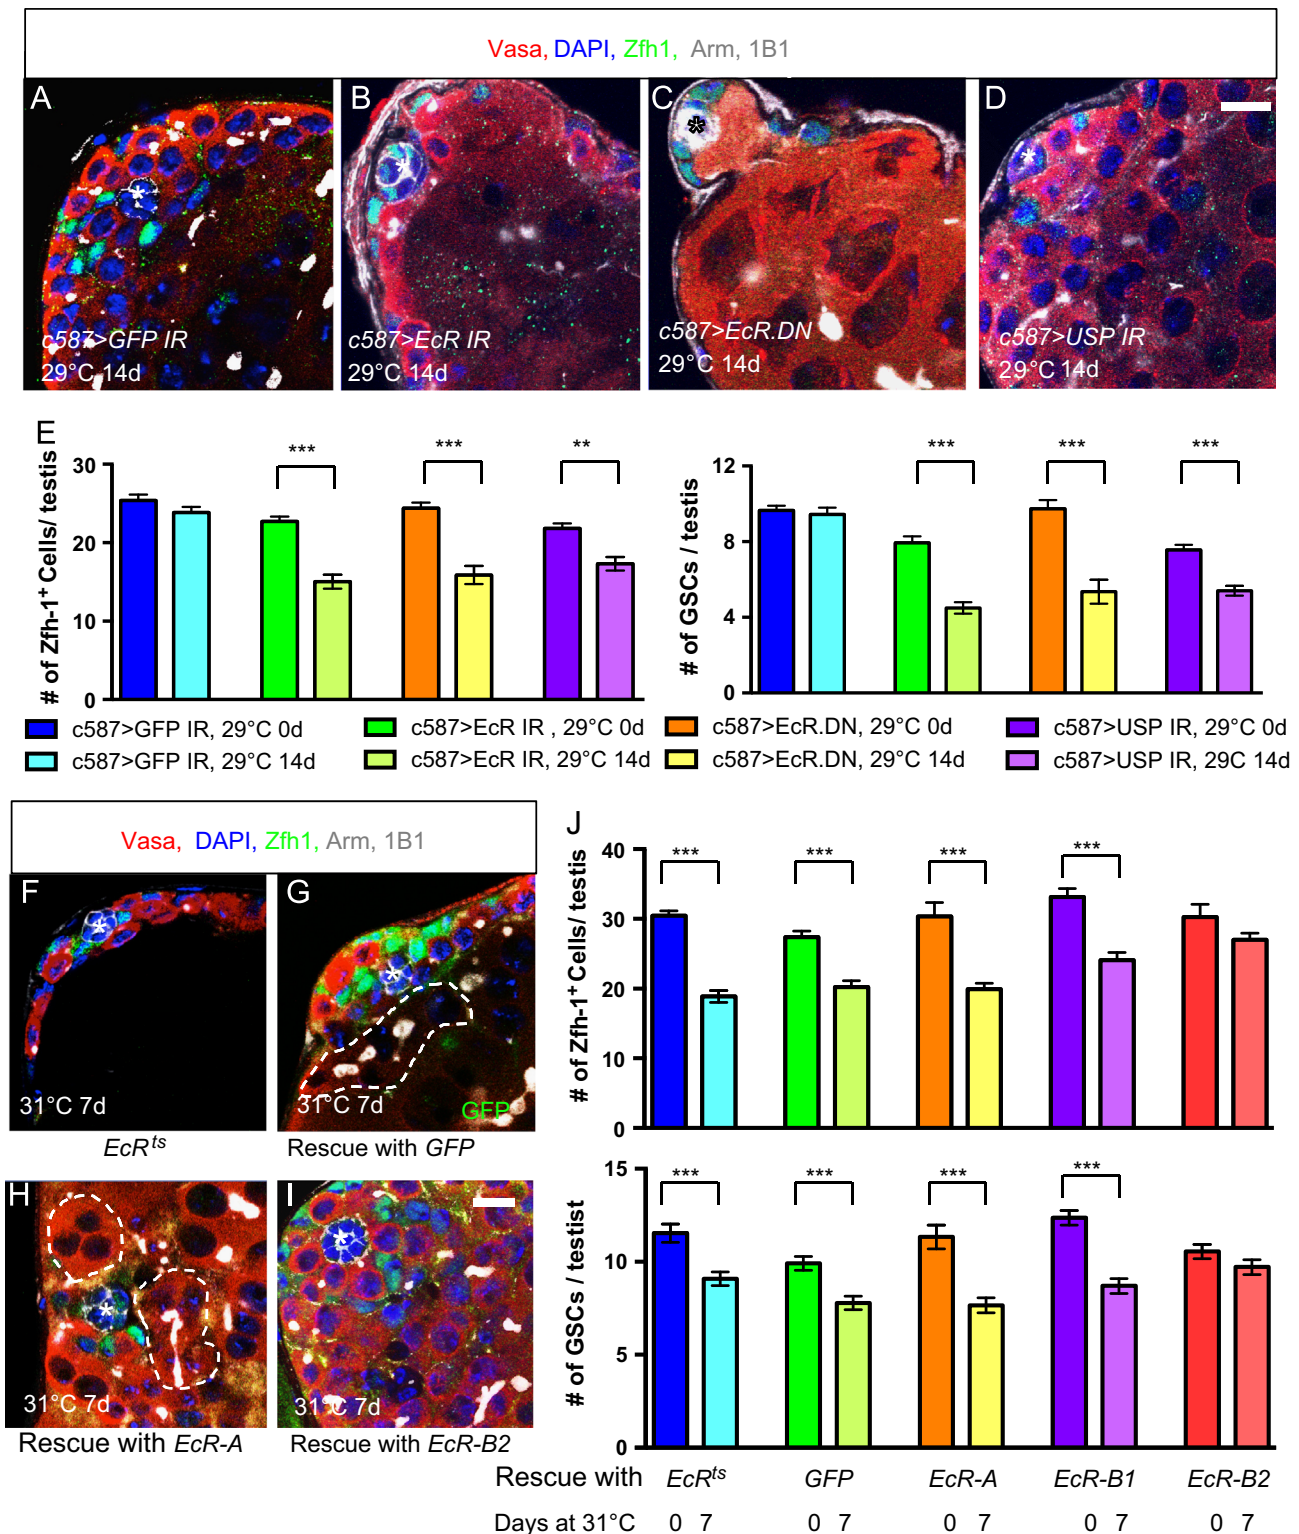 Vasa, DAPI, Zfh1, Arm, 1B1
A
B
C
D
*
*
*
*
c587>GFP IR
29°C 14d
c587>EcR IR
29°C 14d
c587>EcR.DN
29°C 14d
c587>USP IR
29°C 14d
E
# of Zfh-1+ Cells/ testis
30
20
10
0
***
***
**
# of GSCs / testis
12
8
4
0
***
***
***
c587>GFP IR, 29°C 0d
c587>EcR IR , 29°C 0d
c587>EcR.DN, 29°C 0d
c587>USP IR, 29°C 0d
c587>GFP IR, 29°C 14d
c587>EcR IR, 29°C 14d
c587>EcR.DN, 29°C 14d
c587>USP IR, 29C 14d
Vasa, DAPI, Zfh1, Arm, 1B1
F
*
31°C 7d
EcRts
G
*
31°C 7d
GFP
Rescue with GFP
H
*
31°C 7d
Rescue with EcR-A
I
*
31°C 7d
Rescue with EcR-B2
J
# of Zfh-1+ Cells/ testis
40
30
20
10
0
***
***
***
***
# of GSCs / testist
15
10
5
0
***
***
***
***
Rescue with EcRts GFP EcR-A EcR-B1 EcR-B2
Days at 31°C 0 7 0 7 0 7 0 7 0 7